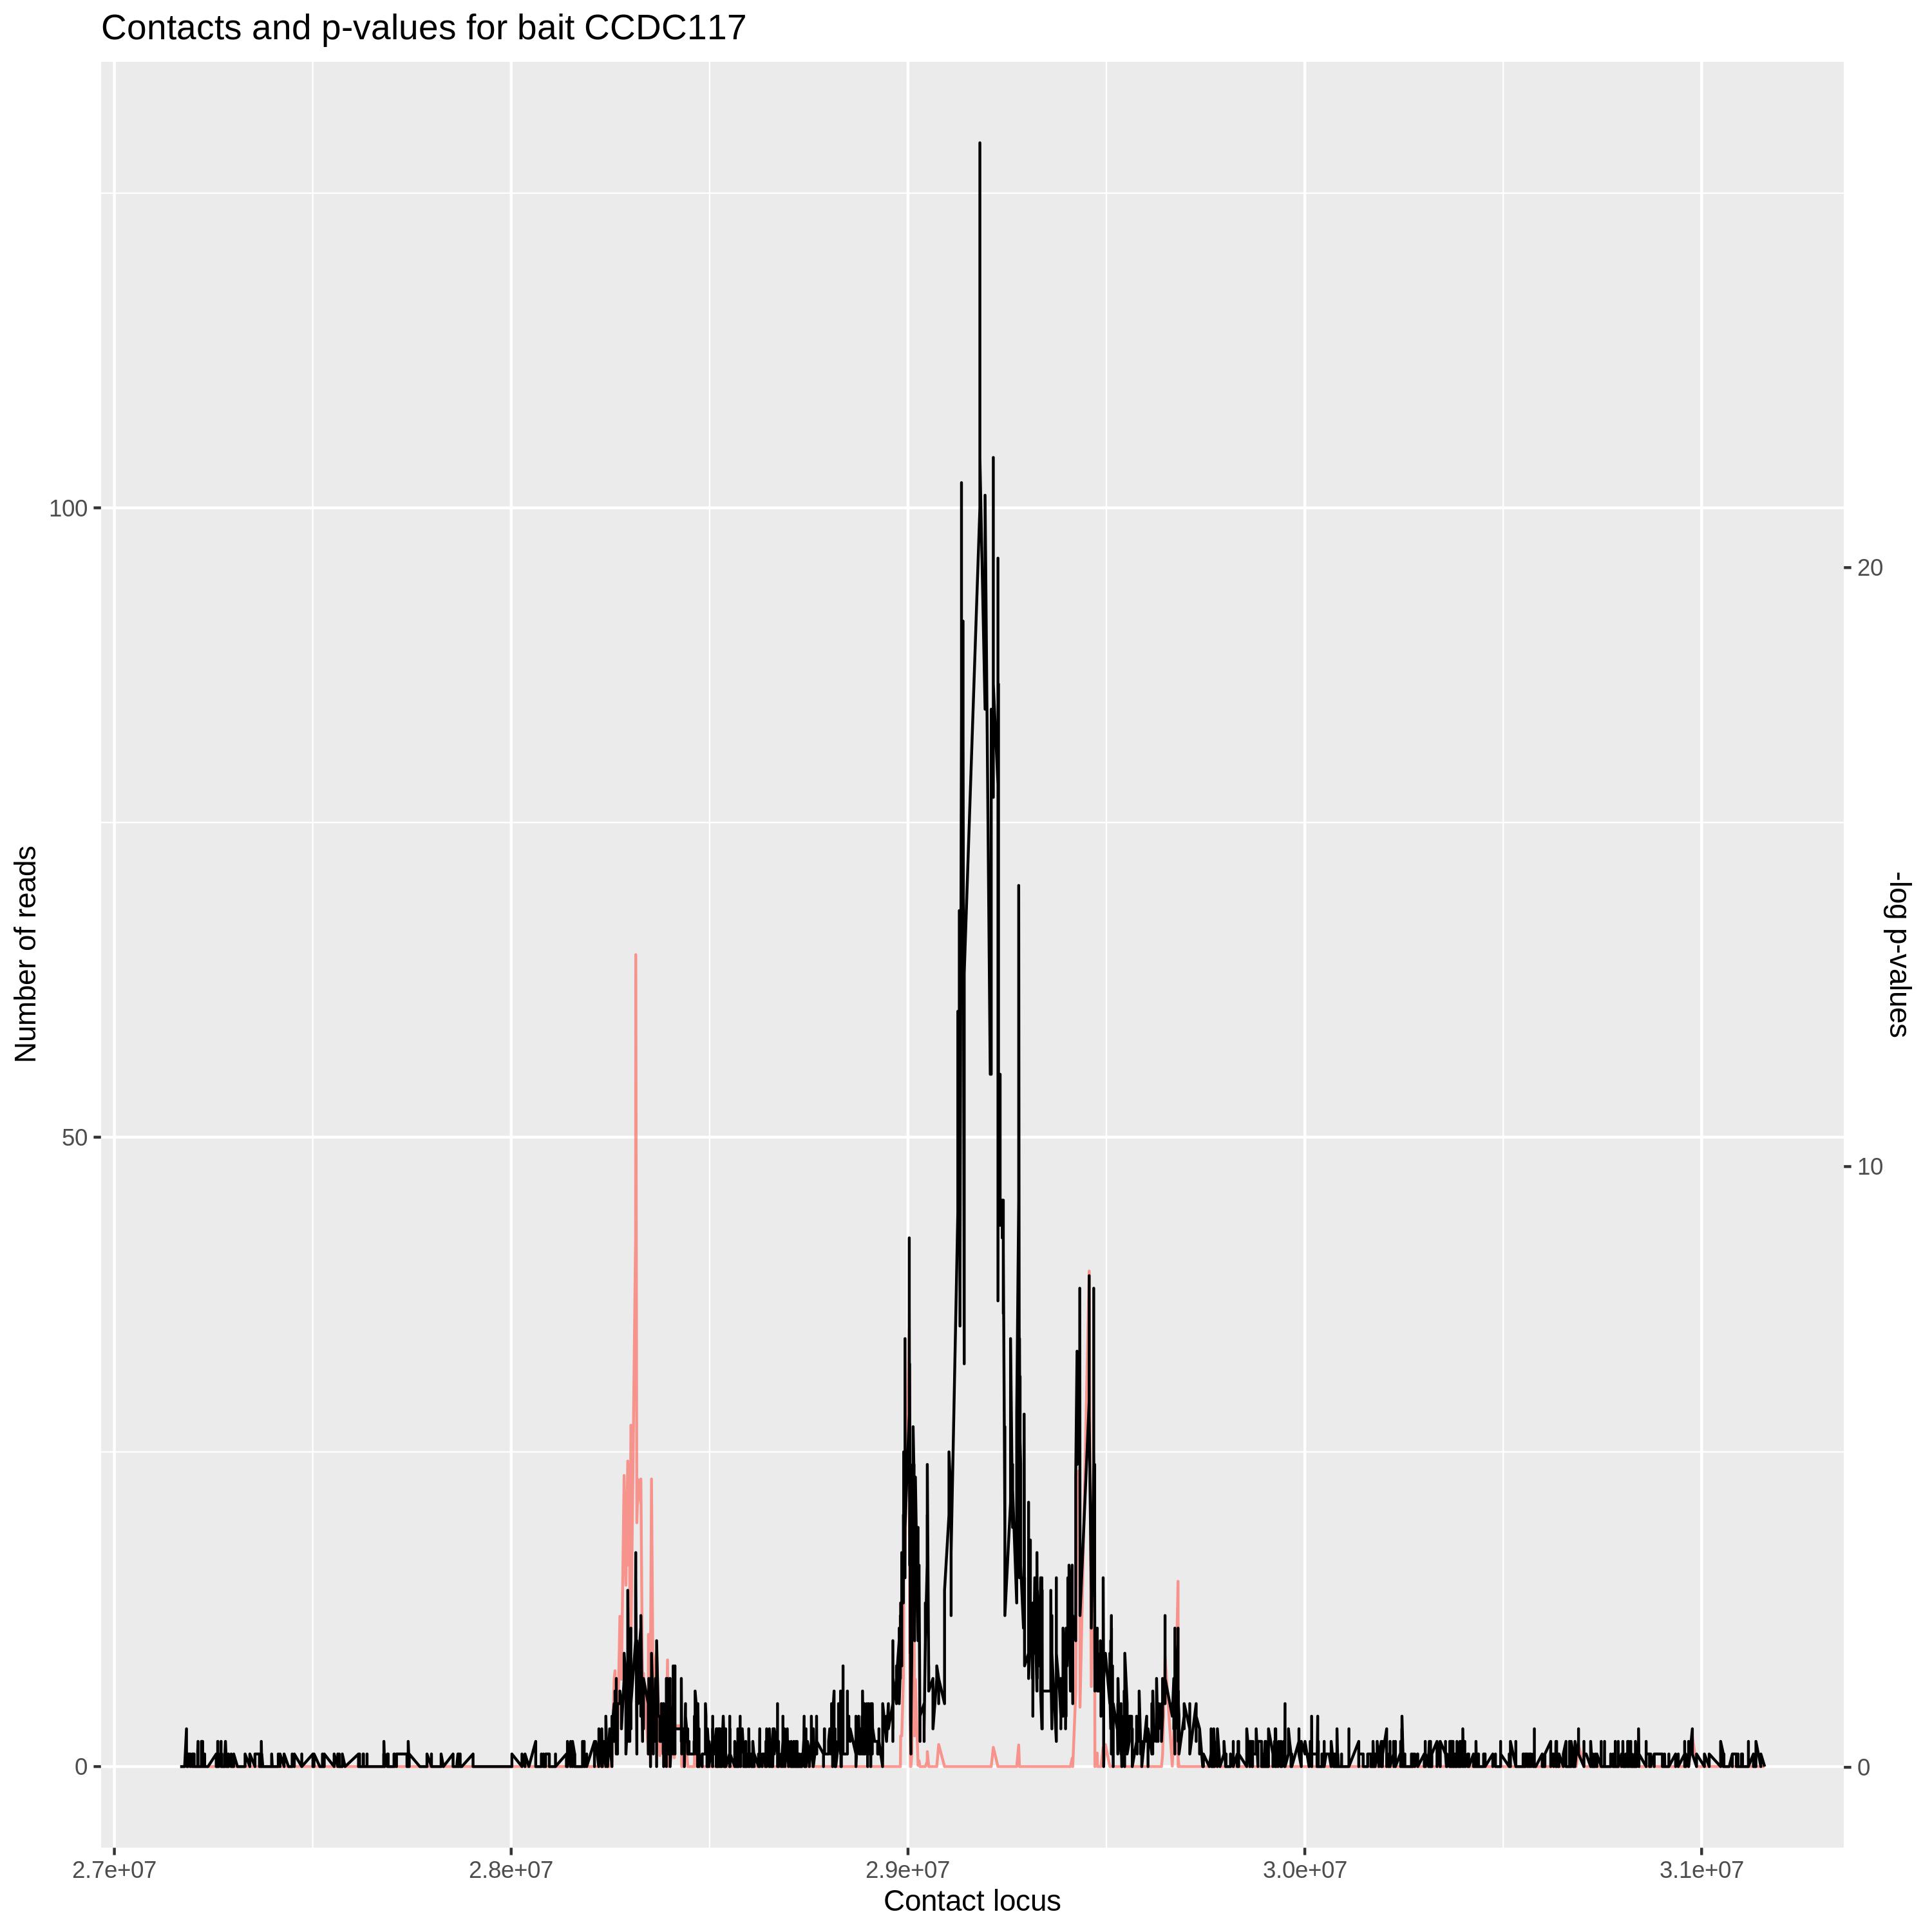 Contacts and p-values for bait CCDC117
Number of reads
100
50
0
20
10
0
-log p-values
2.7e+07 2.8e+07 2.9e+07 3.0e+07 3.1e+07
Contact locus